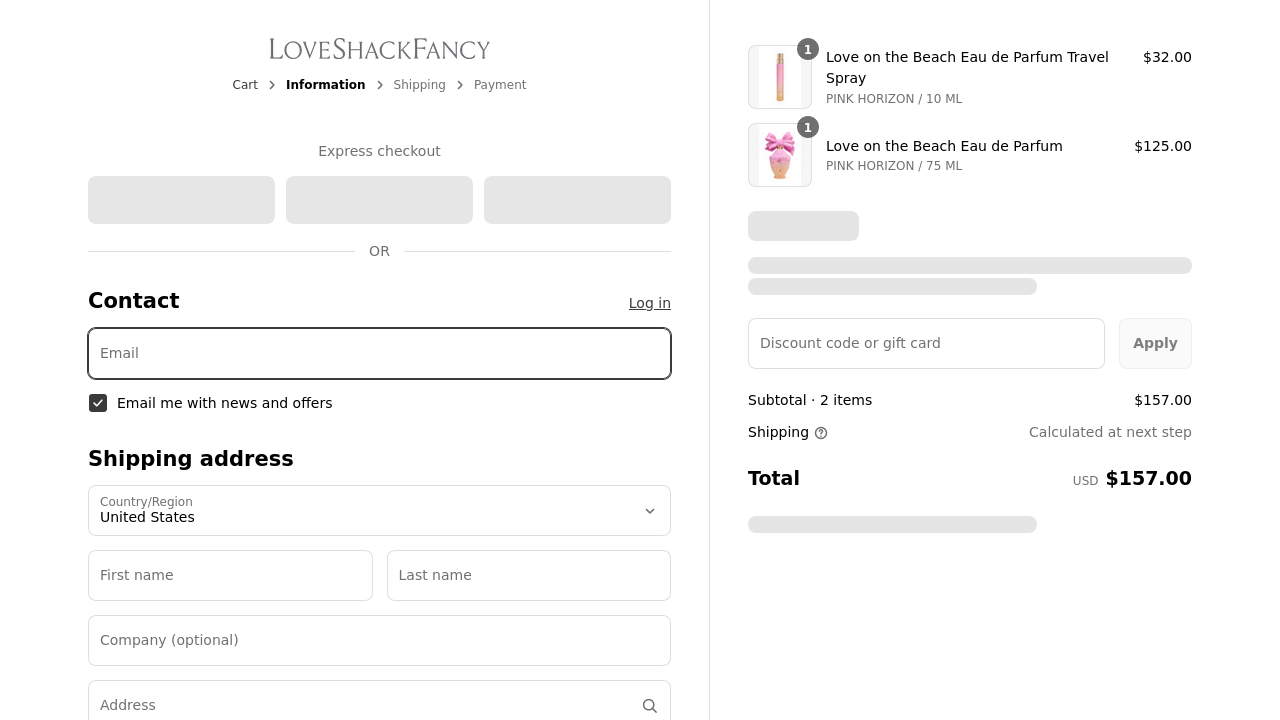 LoveShackFancy
Cart > Information > Shipping > Payment
Express checkout
OR
Contact
Log in
Email
Email me with news and offers
Shipping address
Country/Region
United States
First name
Last name
Company (optional)
Address
1
Love on the Beach Eau de Parfum Travel
Spray
$32.00
PINK HORIZON / 10 ML
1
Love on the Beach Eau de Parfum
$125.00
PINK HORIZON / 75 ML
Discount code or gift card
Apply
Subtotal · 2 items
$157.00
Shipping
Calculated at next step
Total
USD $157.00